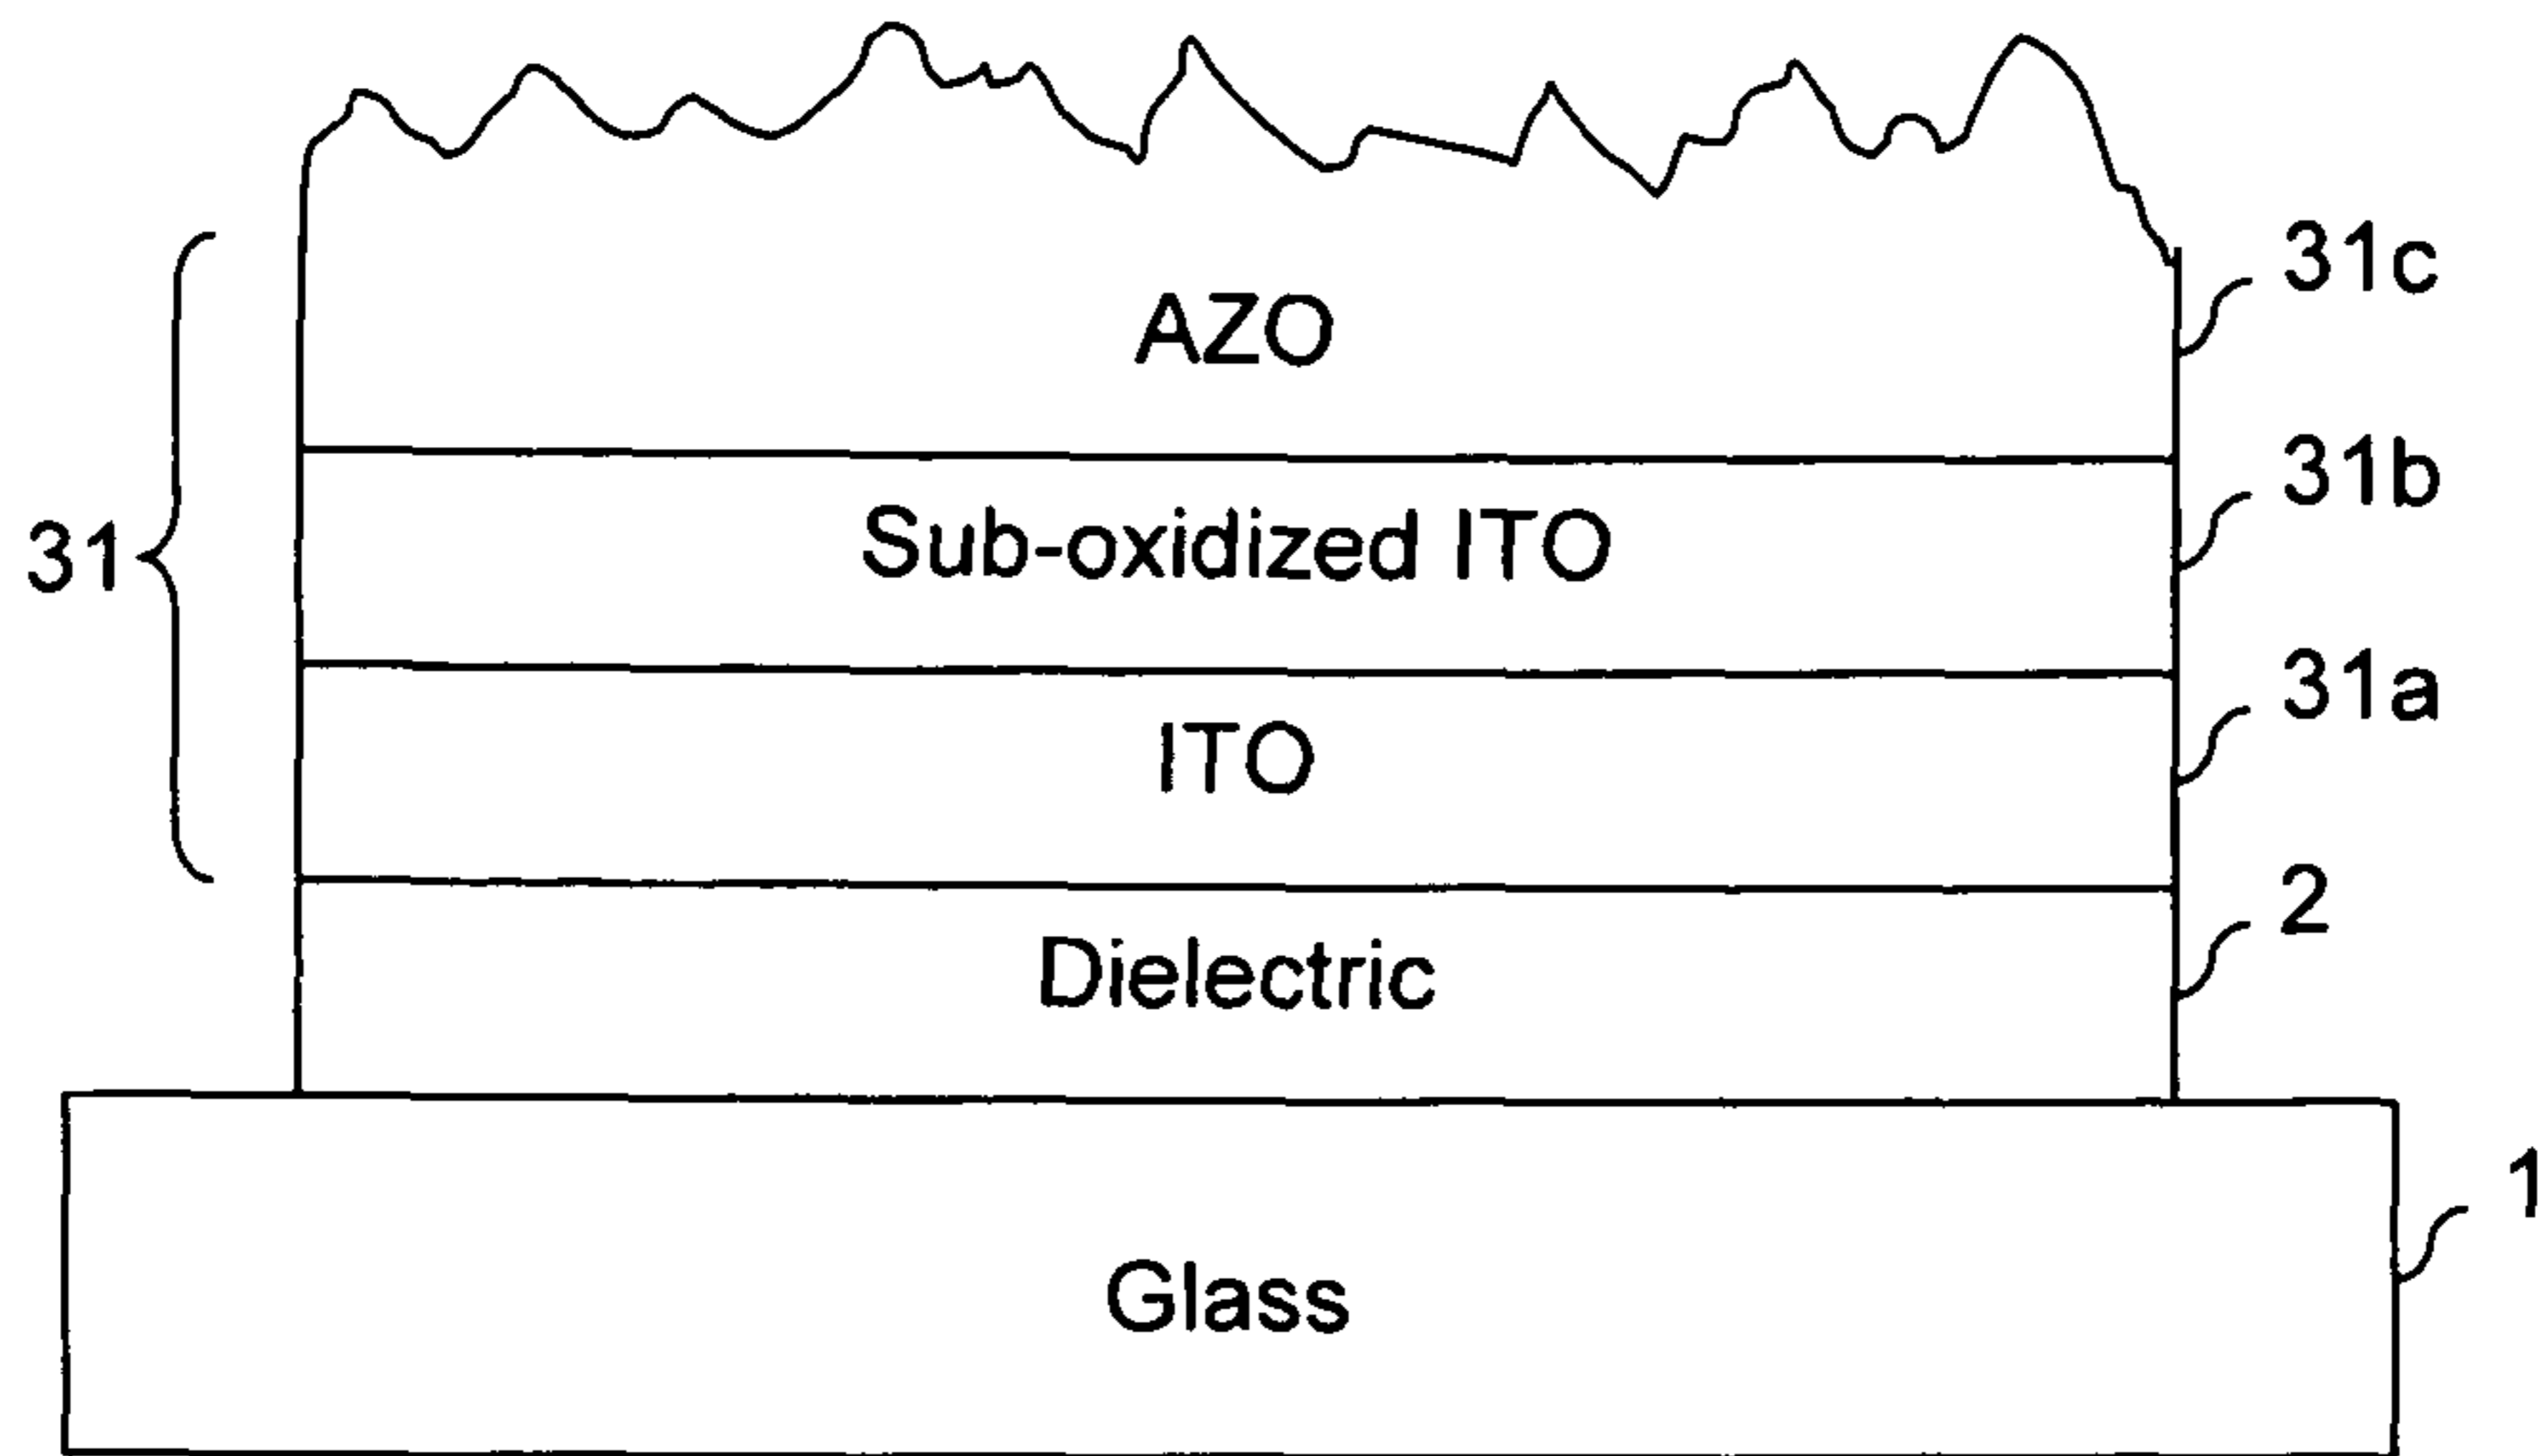 31c
AZO
31b
Sub-oxidized ITO
31
31a
ITO
2
Dielectric
1
Glass